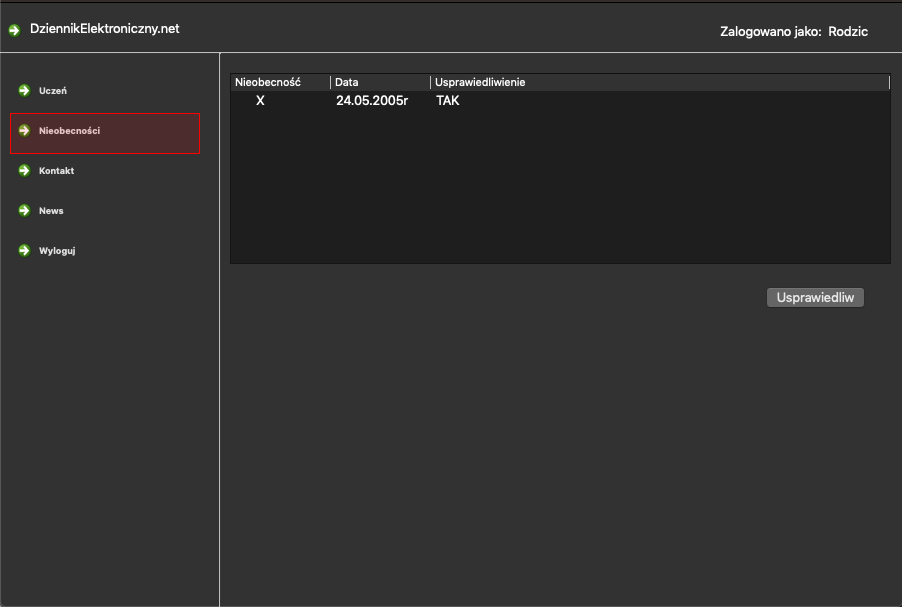 DziennikElektroniczny.net
Zalogowano jako: Rodzic
Uczeń
Nieobecności
Kontakt
News
Wyloguj
Nieobecność Data Usprawiedliwienie
X 24.05.2005r TAK
Usprawiedliw